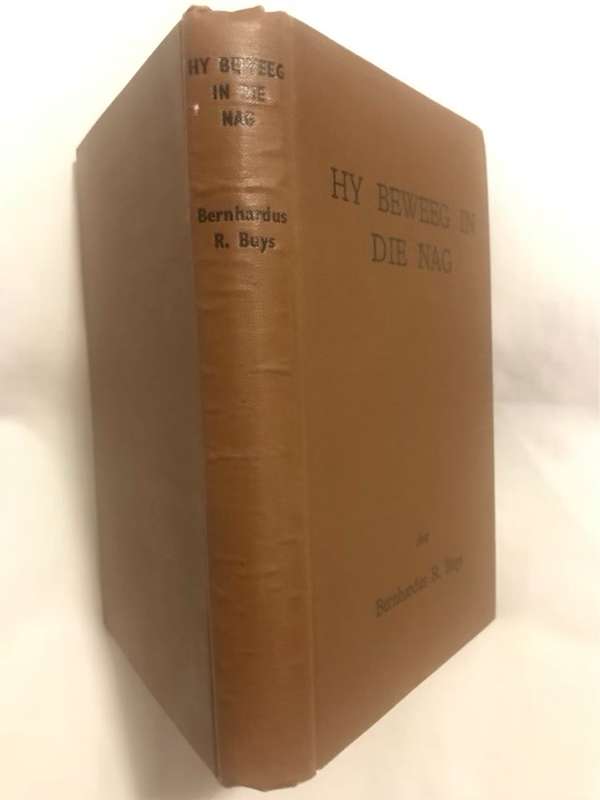 HY BEWEEG
IN DIE
NAG
Bernhardus
R. Buys
HY BEWEEG IN
DIE NAG
deur
Bernhardus R. Buys